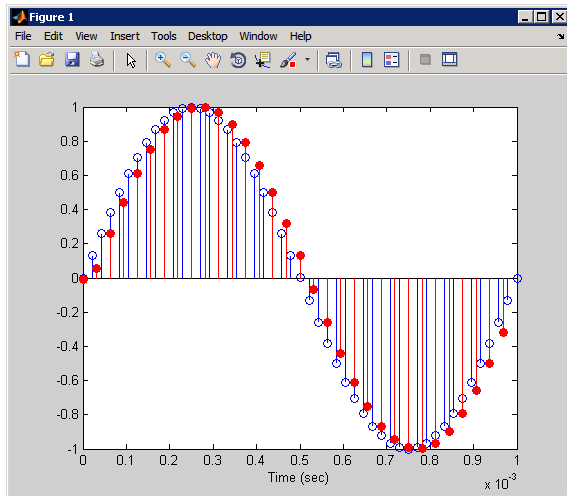 Figure 1
File Edit View Insert Tools Desktop Window Help
1
0.8
0.6
0.4
0.2
0
-0.2
-0.4
-0.6
-0.8
-1
0 0.1 0.2 0.3 0.4 0.5 0.6 0.7 0.8 0.9 1
Time (sec)
x 10⁻³